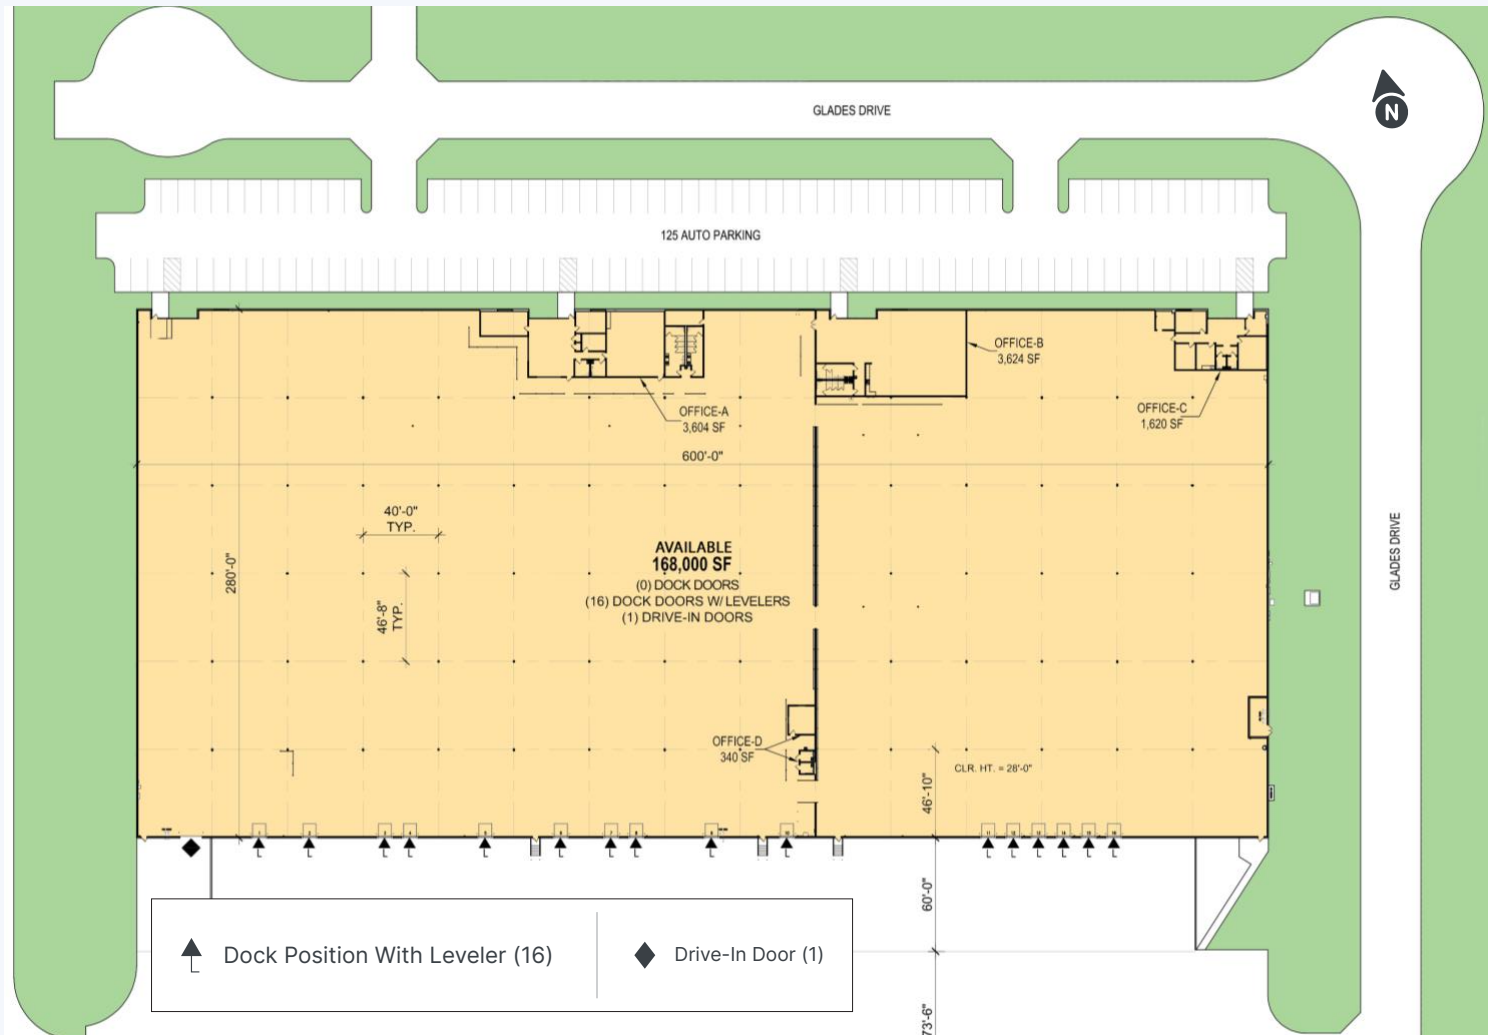 GLADES DRIVE
N
125 AUTO PARKING
OFFICE-B
3,624 SF
OFFICE-A
3,604 SF
OFFICE-C
1,620 SF
600'-0"
40'-0"
TYP.
280'-0"
46'-8"
TYP.
AVAILABLE
168,000 SF
(0) DOCK DOORS
(16) DOCK DOORS W/ LEVELERS
(1) DRIVE-IN DOORS
GLADES DRIVE
OFFICE-D
340 SF
CLR. HT. = 28'-0"
46'-10"
60'-0"
73'-6"
Dock Position With Leveler (16)
Drive-In Door (1)